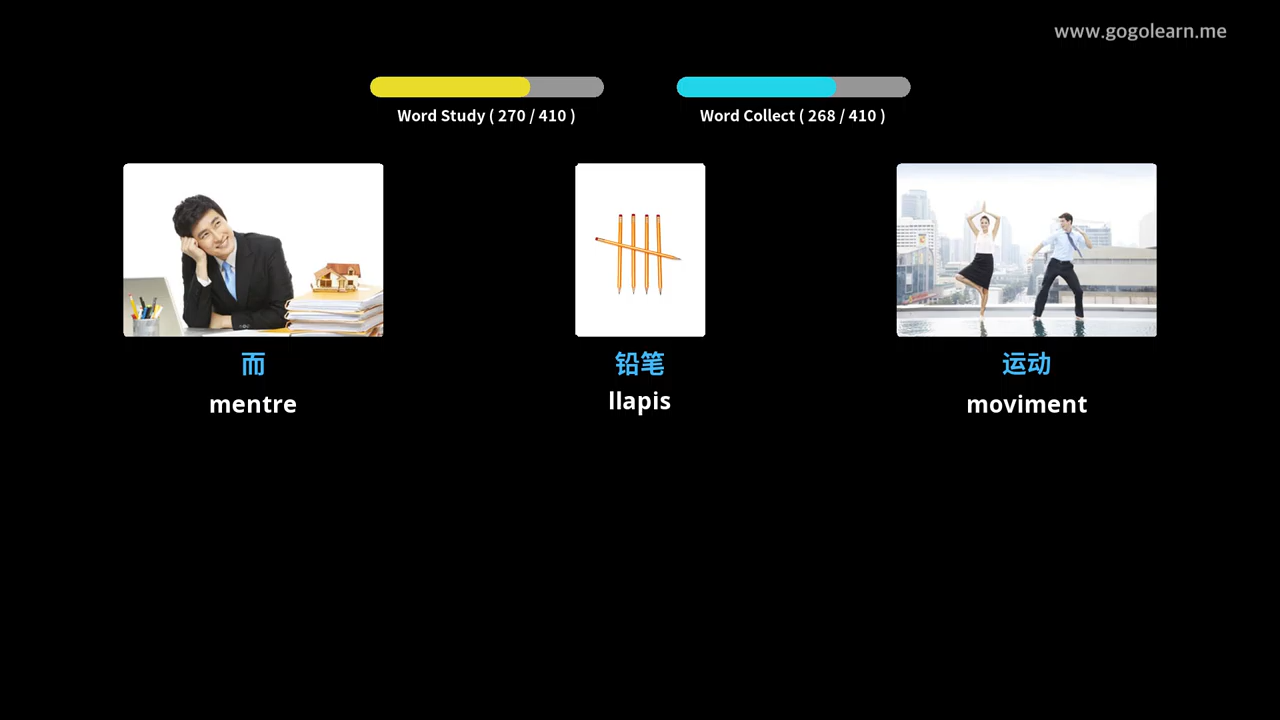 www.gogolearn.me
Word Study ( 270 / 410 )
Word Collect ( 268 / 410 )
而
铅笔
运动
mentre
llapis
moviment